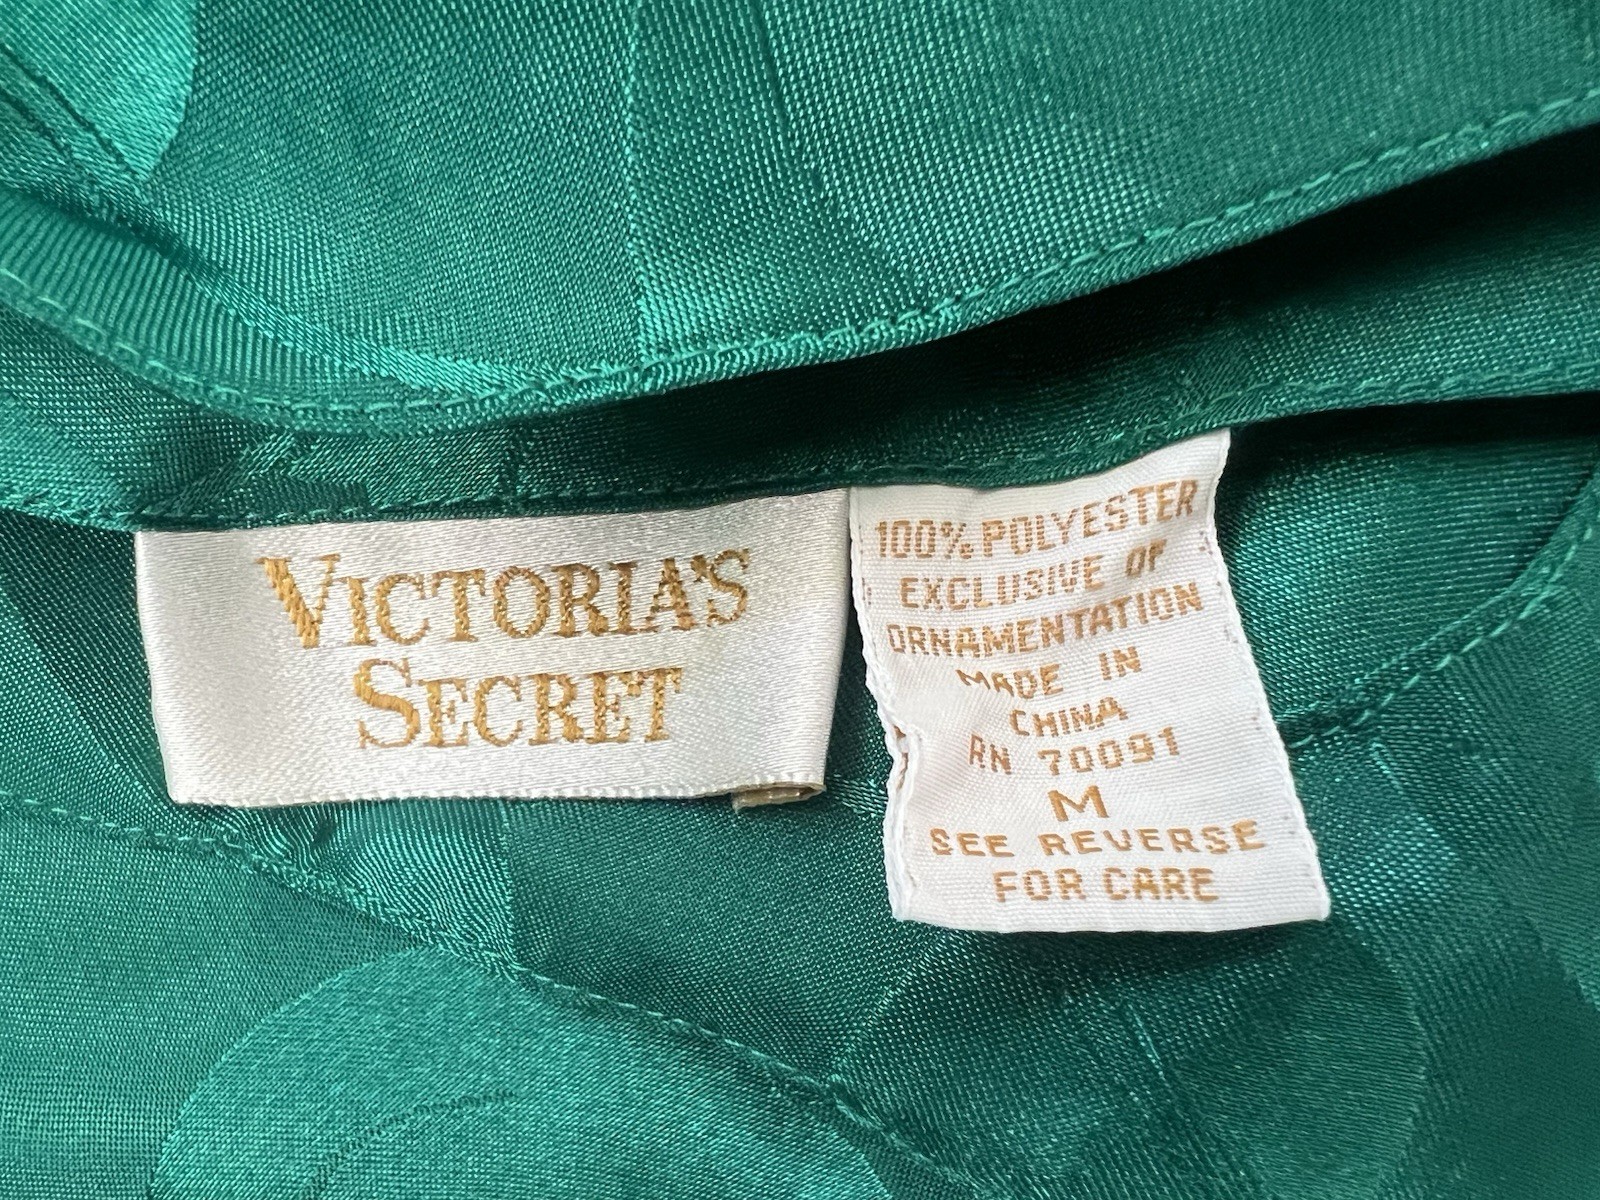 VICTORIA'S
SECRET
100% POLYESTER
EXCLUSIVE OF
ORNAMENTATION
MADE IN
CHINA
RN 70091
M
SEE REVERSE
FOR CARE